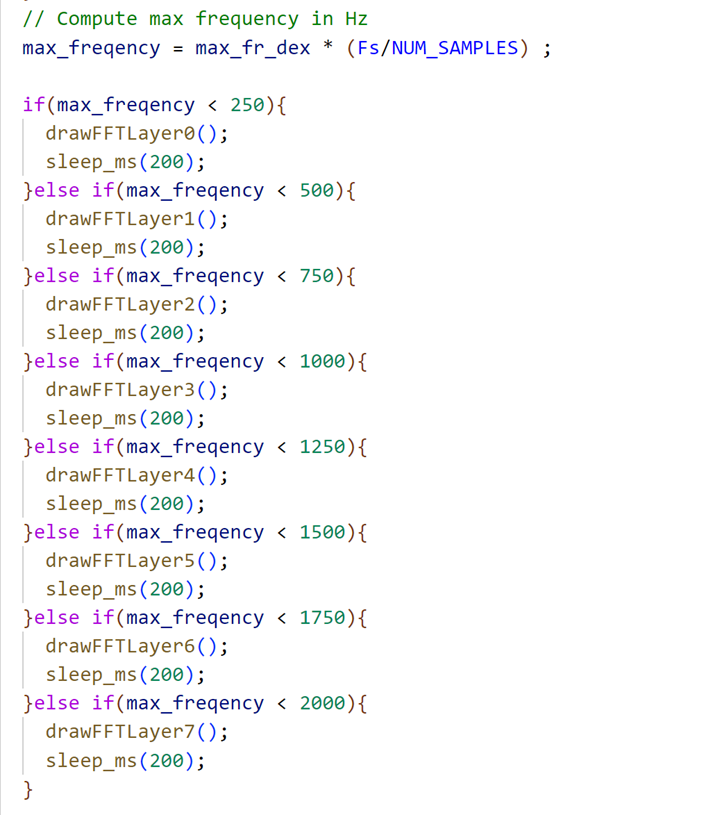 // Compute max frequency in Hz
max_freqency = max_fr_dex * (Fs/NUM_SAMPLES) ;
if(max_freqency < 250){
drawFFTLayer0();
sleep_ms(200);
}else if(max_freqency < 500){
drawFFTLayer1();
sleep_ms(200);
}else if(max_freqency < 750){
drawFFTLayer2();
sleep_ms(200);
}else if(max_freqency < 1000){
drawFFTLayer3();
sleep_ms(200);
}else if(max_freqency < 1250){
drawFFTLayer4();
sleep_ms(200);
}else if(max_freqency < 1500){
drawFFTLayer5();
sleep_ms(200);
}else if(max_freqency < 1750){
drawFFTLayer6();
sleep_ms(200);
}else if(max_freqency < 2000){
drawFFTLayer7();
sleep_ms(200);
}